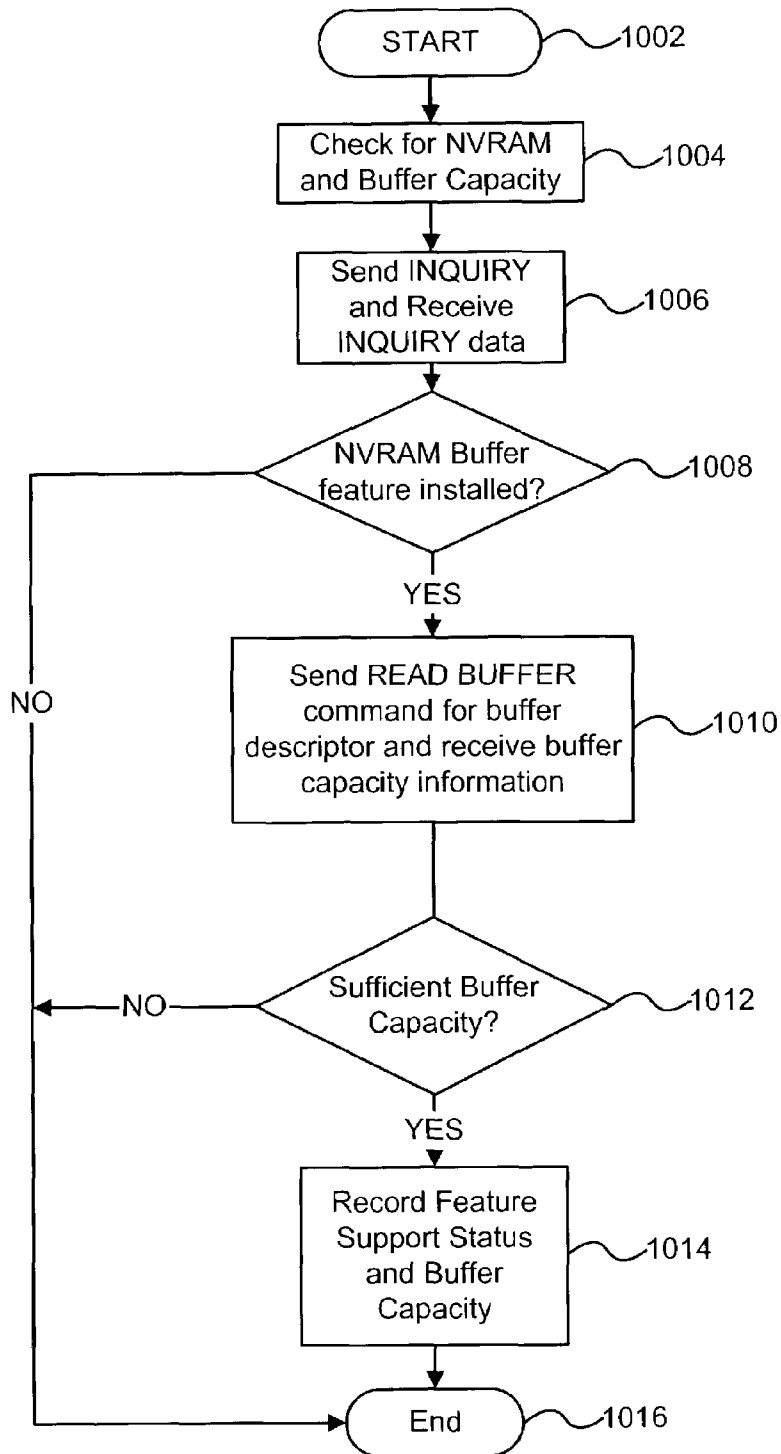 START
1002
Check for NVRAM
and Buffer Capacity
1004
Send INQUIRY
and Receive
INQUIRY data
1006
NVRAM Buffer
feature installed?
1008
YES
NO
Send READ BUFFER
command for buffer
descriptor and receive buffer
capacity information
1010
Sufficient Buffer
Capacity?
1012
NO
YES
Record Feature
Support Status
and Buffer
Capacity
1014
End
1016